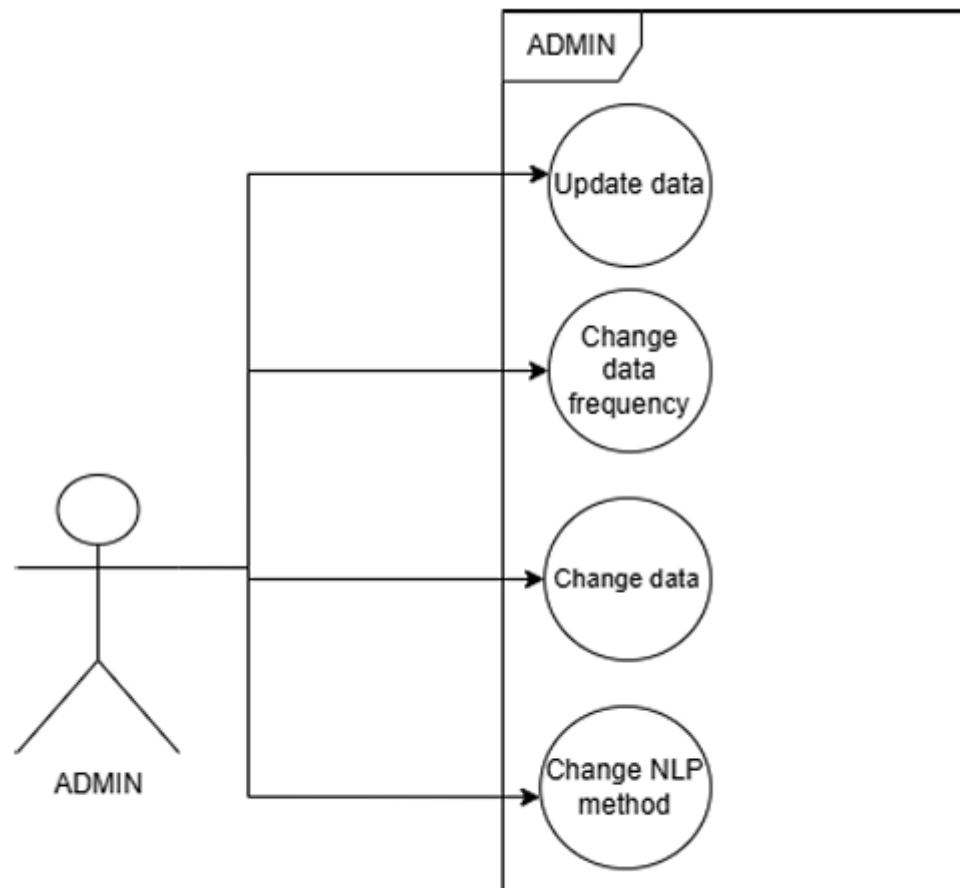 ADMIN
Update data
Change
data
frequency
Change data
Change NLP
method
ADMIN